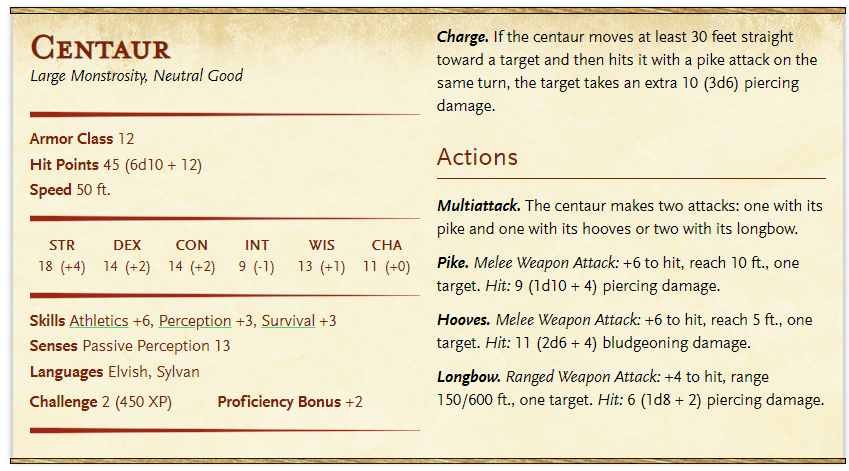 Centaur
Large Monstrosity, Neutral Good
Armor Class 12
Hit Points 45 (6d10 + 12)
Speed 50 ft.
STR DEX CON INT WIS CHA
18 (+4) 14 (+2) 14 (+2) 9 (-1) 13 (+1) 11 (+0)
Skills Athletics +6, Perception +3, Survival +3
Senses Passive Perception 13
Languages Elvish, Sylvan
Challenge 2 (450 XP) Proficiency Bonus +2
Charge. If the centaur moves at least 30 feet straight
toward a target and then hits it with a pike attack on the
same turn, the target takes an extra 10 (3d6) piercing
damage.
Actions
Multiattack. The centaur makes two attacks: one with its
pike and one with its hooves or two with its longbow.
Pike. Melee Weapon Attack: +6 to hit, reach 10 ft., one
target. Hit: 9 (1d10 + 4) piercing damage.
Hooves. Melee Weapon Attack: +6 to hit, reach 5 ft., one
target. Hit: 11 (2d6 + 4) bludgeoning damage.
Longbow. Ranged Weapon Attack: +4 to hit, range
150/600 ft., one target. Hit: 6 (1d8 + 2) piercing damage.